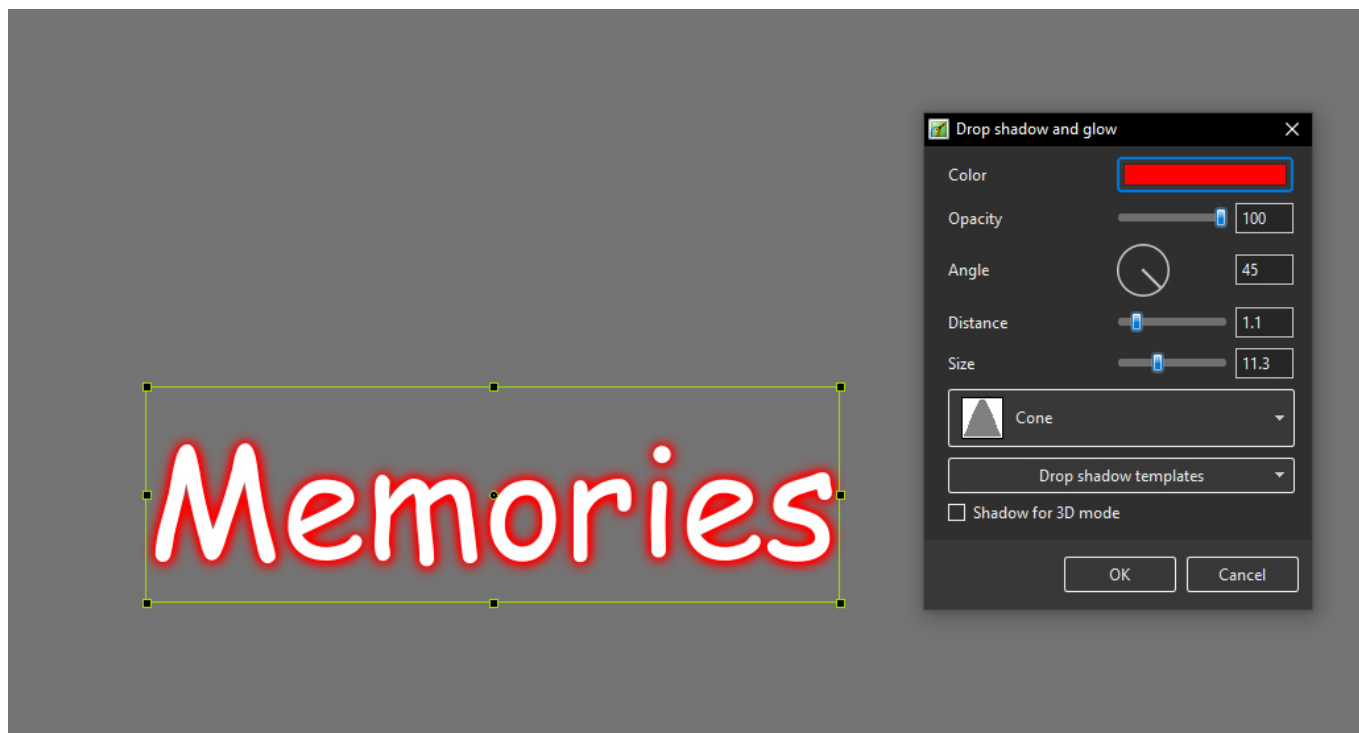 Drop shadow and glow
Color
Opacity 100
Angle 45
Distance 1.1
Size 11.3
Cone
Drop shadow templates
Shadow for 3D mode
OK Cancel
Memories